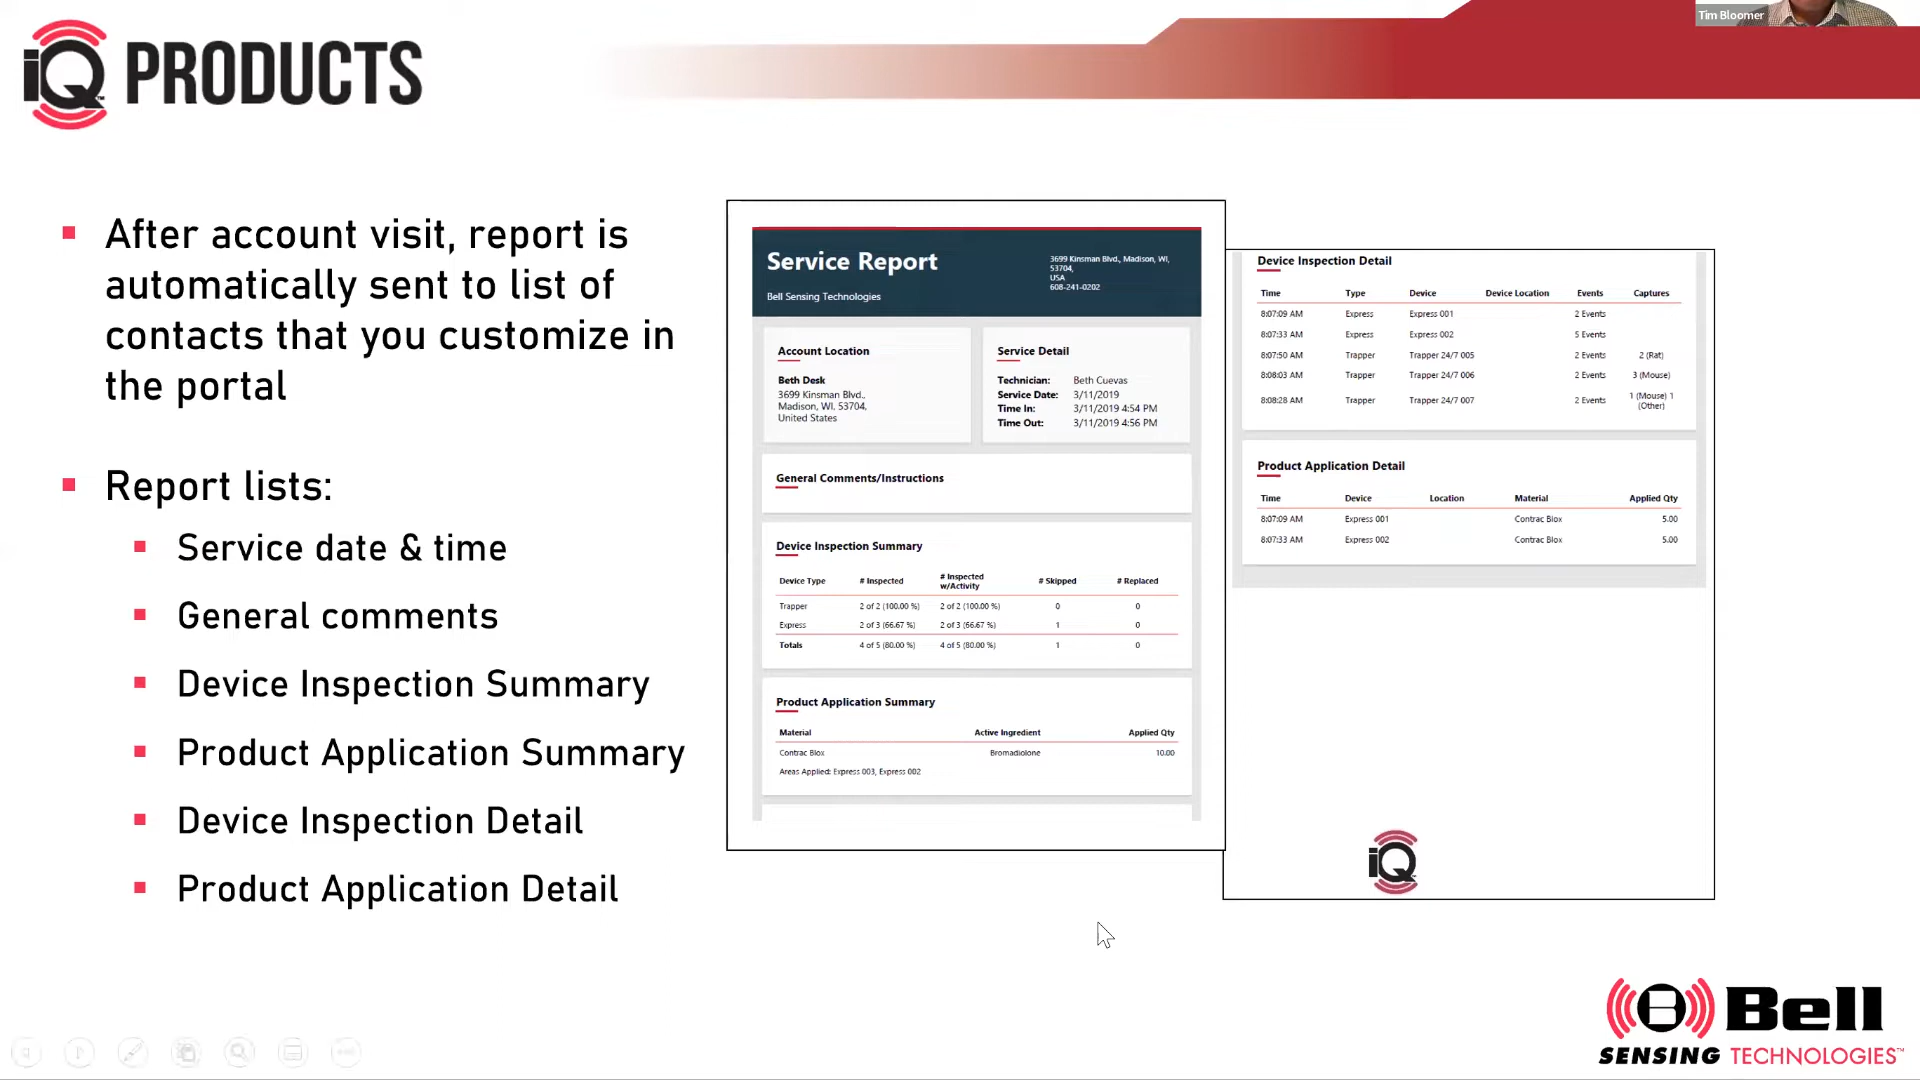 iQ PRODUCTS
Tim Bloomer
After account visit, report is
automatically sent to list of
contacts that you customize in
the portal
Report lists:
Service date & time
General comments
Device Inspection Summary
Product Application Summary
Device Inspection Detail
Product Application Detail
Service Report
Bell Sensing Technologies
3699 Kinsman Blvd., Madison, WI,
53704,
USA
608-241-0202
Account Location
Beth Desk
3699 Kinsman Blvd.,
Madison, WI, 53704,
United States
Service Detail
Technician: Beth Cuevas
Service Date: 3/11/2019
Time In: 3/11/2019 4:54 PM
Time Out: 3/11/2019 4:56 PM
General Comments/Instructions
Device Inspection Summary
Device Type # Inspected # Inspected w/Activity # Skipped # Replaced
Trapper 2 of 2 (100.00 %) 2 of 2 (100.00 %) 0 0
Express 2 of 3 (66.67 %) 2 of 3 (66.67 %) 1 0
Totals 4 of 5 (80.00 %) 4 of 5 (80.00 %) 1 0
Product Application Summary
Material Active Ingredient Applied Qty
Contrac Blox Bromadiolone 10.00
Areas Applied: Express 003, Express 002
Device Inspection Detail
Time Type Device Device Location Events Captures
8:07:09 AM Express Express 001 2 Events
8:07:33 AM Express Express 002 5 Events
8:07:50 AM Trapper Trapper 24/7 005 2 Events 2 (Rat)
8:08:03 AM Trapper Trapper 24/7 006 2 Events 3 (Mouse)
8:08:28 AM Trapper Trapper 24/7 007 2 Events 1 (Mouse) 1 (Other)
Product Application Detail
Time Device Location Material Applied Qty
8:07:09 AM Express 001 Contrac Blox 5.00
8:07:33 AM Express 002 Contrac Blox 5.00
iQ
Bell
SENSING TECHNOLOGIES™